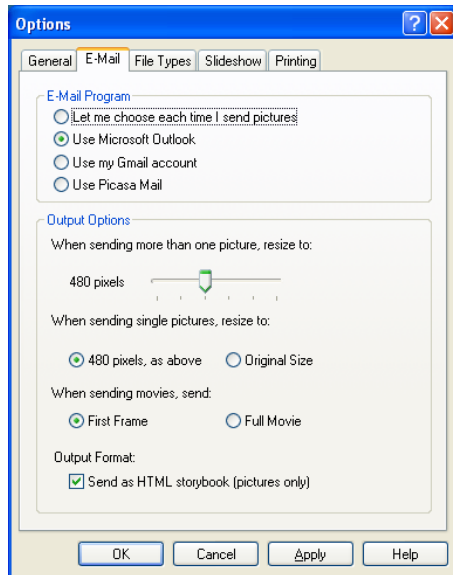 Options
General E-Mail File Types Slideshow Printing
E-Mail Program
Let me choose each time I send pictures
Use Microsoft Outlook
Use my Gmail account
Use Picasa Mail
Output Options
When sending more than one picture, resize to:
480 pixels
When sending single pictures, resize to:
480 pixels, as above Original Size
When sending movies, send:
First Frame Full Movie
Output Format:
Send as HTML storybook (pictures only)
OK Cancel Apply Help